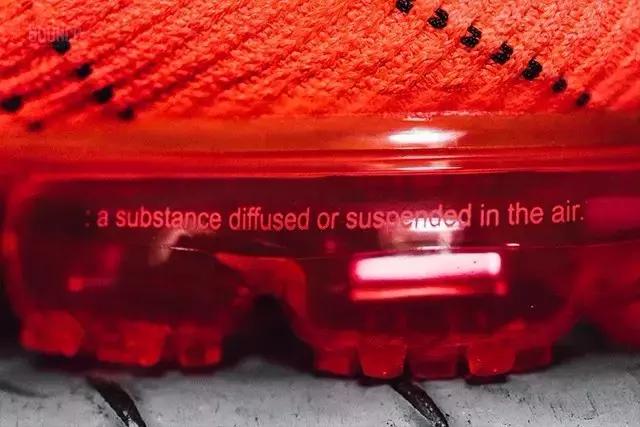 : a substance diffused or suspended in the air.